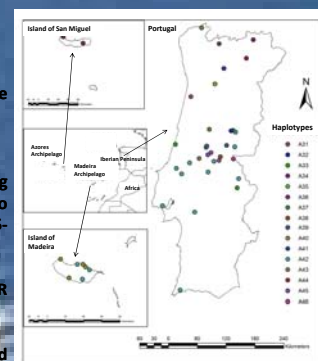 Island of San Miguel
Portugal
N
Azores
Archipelago
Iberian Peninsula
Madeira
Archipelago
Africa
Haplotypes
A31
A32
A33
A34
A35
A36
A37
A38
A39
A40
A41
A42
A43
A44
A45
A46
Island of
Madeira
240
e
g
o
R
d